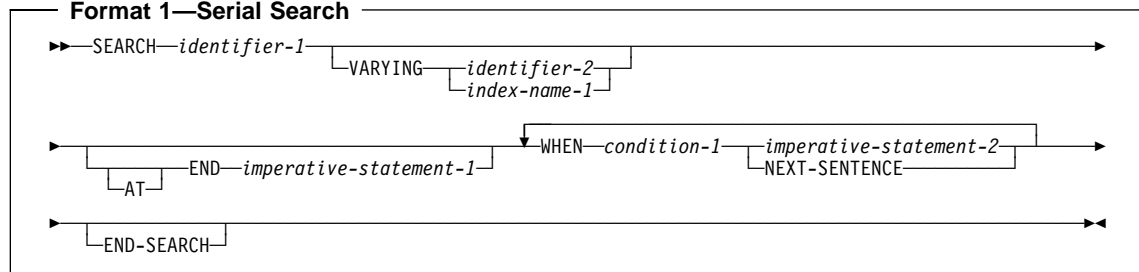 Format 1—Serial Search
SEARCH identifier-1
VARYING identifier-2
index-name-1
AT END imperative-statement-1 WHEN condition-1 imperative-statement-2
NEXT-SENTENCE
END-SEARCH